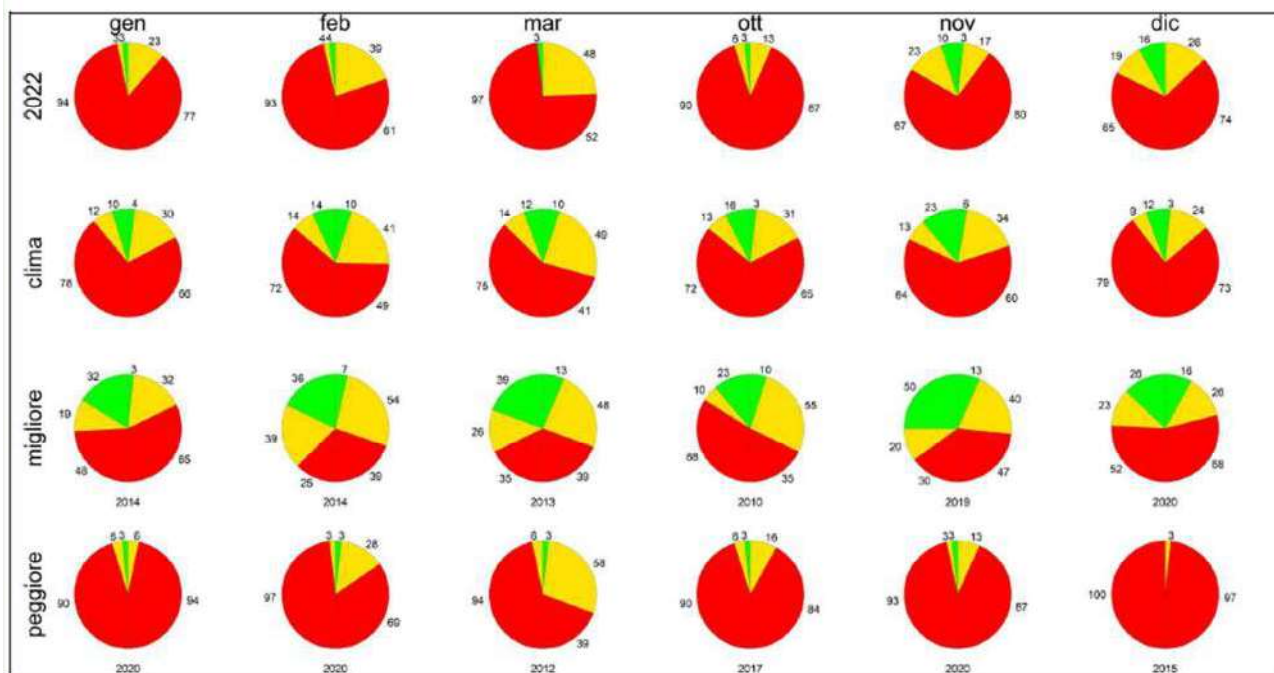 gen feb mar ott nov dic
2022
33 23 44 39 3 48 6 3 13 10 3 17 16 26
23 19
94 77 93 61 97 52 90 87 67 80 65 74
clima
12 10 4 30 14 14 10 41 14 12 10 49 13 16 3 31 13 23 6 34 9 12 3 24
78 66 72 49 75 41 72 65 64 60 79 73
migliore
32 3 32 36 7 54 39 13 48 23 10 55 50 13 40 26 16 26
19 39 26 10 20 23
48 65 25 39 35 39 68 35 30 47 52 58
2014 2014 2013 2010 2019 2020
peggiore
6 3 6 3 3 28 6 3 58 6 3 16 33 13 3
90 94 97 69 94 39 90 84 93 87 100 97
2020 2020 2012 2017 2020 2015